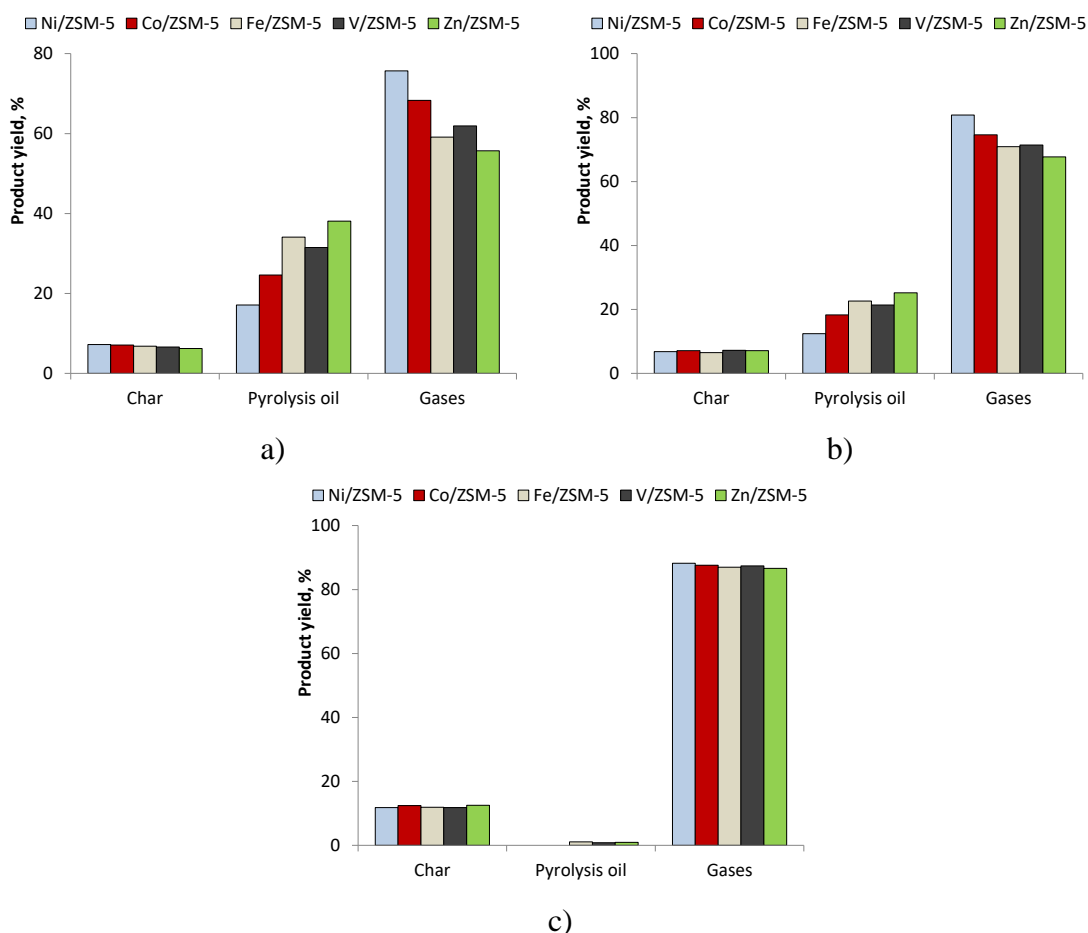 Ni/ZSM-5 Co/ZSM-5 Fe/ZSM-5 V/ZSM-5 Zn/ZSM-5
Product yield, %
80
60
40
20
0
Char Pyrolysis oil Gases
a)
Ni/ZSM-5 Co/ZSM-5 Fe/ZSM-5 V/ZSM-5 Zn/ZSM-5
Product yield, %
100
80
60
40
20
0
Char Pyrolysis oil Gases
b)
Ni/ZSM-5 Co/ZSM-5 Fe/ZSM-5 V/ZSM-5 Zn/ZSM-5
Product yield, %
100
80
60
40
20
0
Char Pyrolysis oil Gases
c)